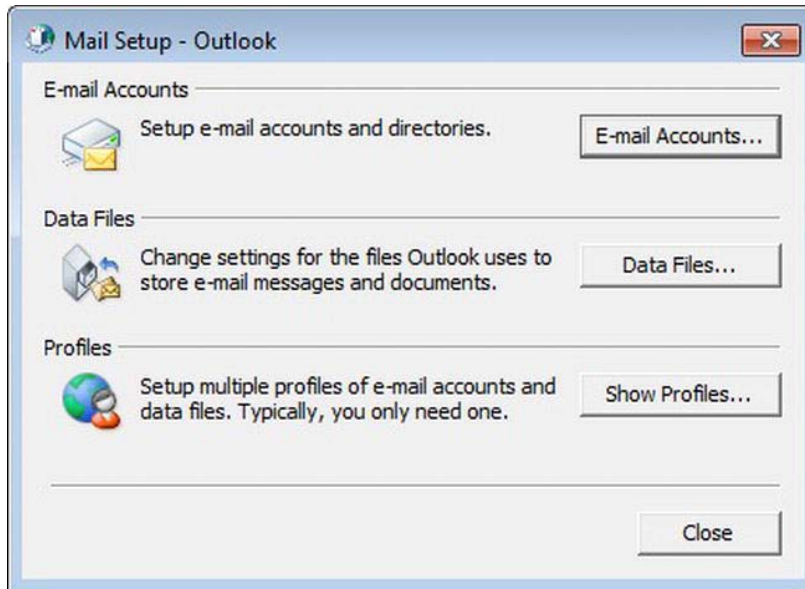 Mail Setup - Outlook
E-mail Accounts
Setup e-mail accounts and directories.
E-mail Accounts...
Data Files
Change settings for the files Outlook uses to
store e-mail messages and documents.
Data Files...
Profiles
Setup multiple profiles of e-mail accounts and
data files. Typically, you only need one.
Show Profiles...
Close